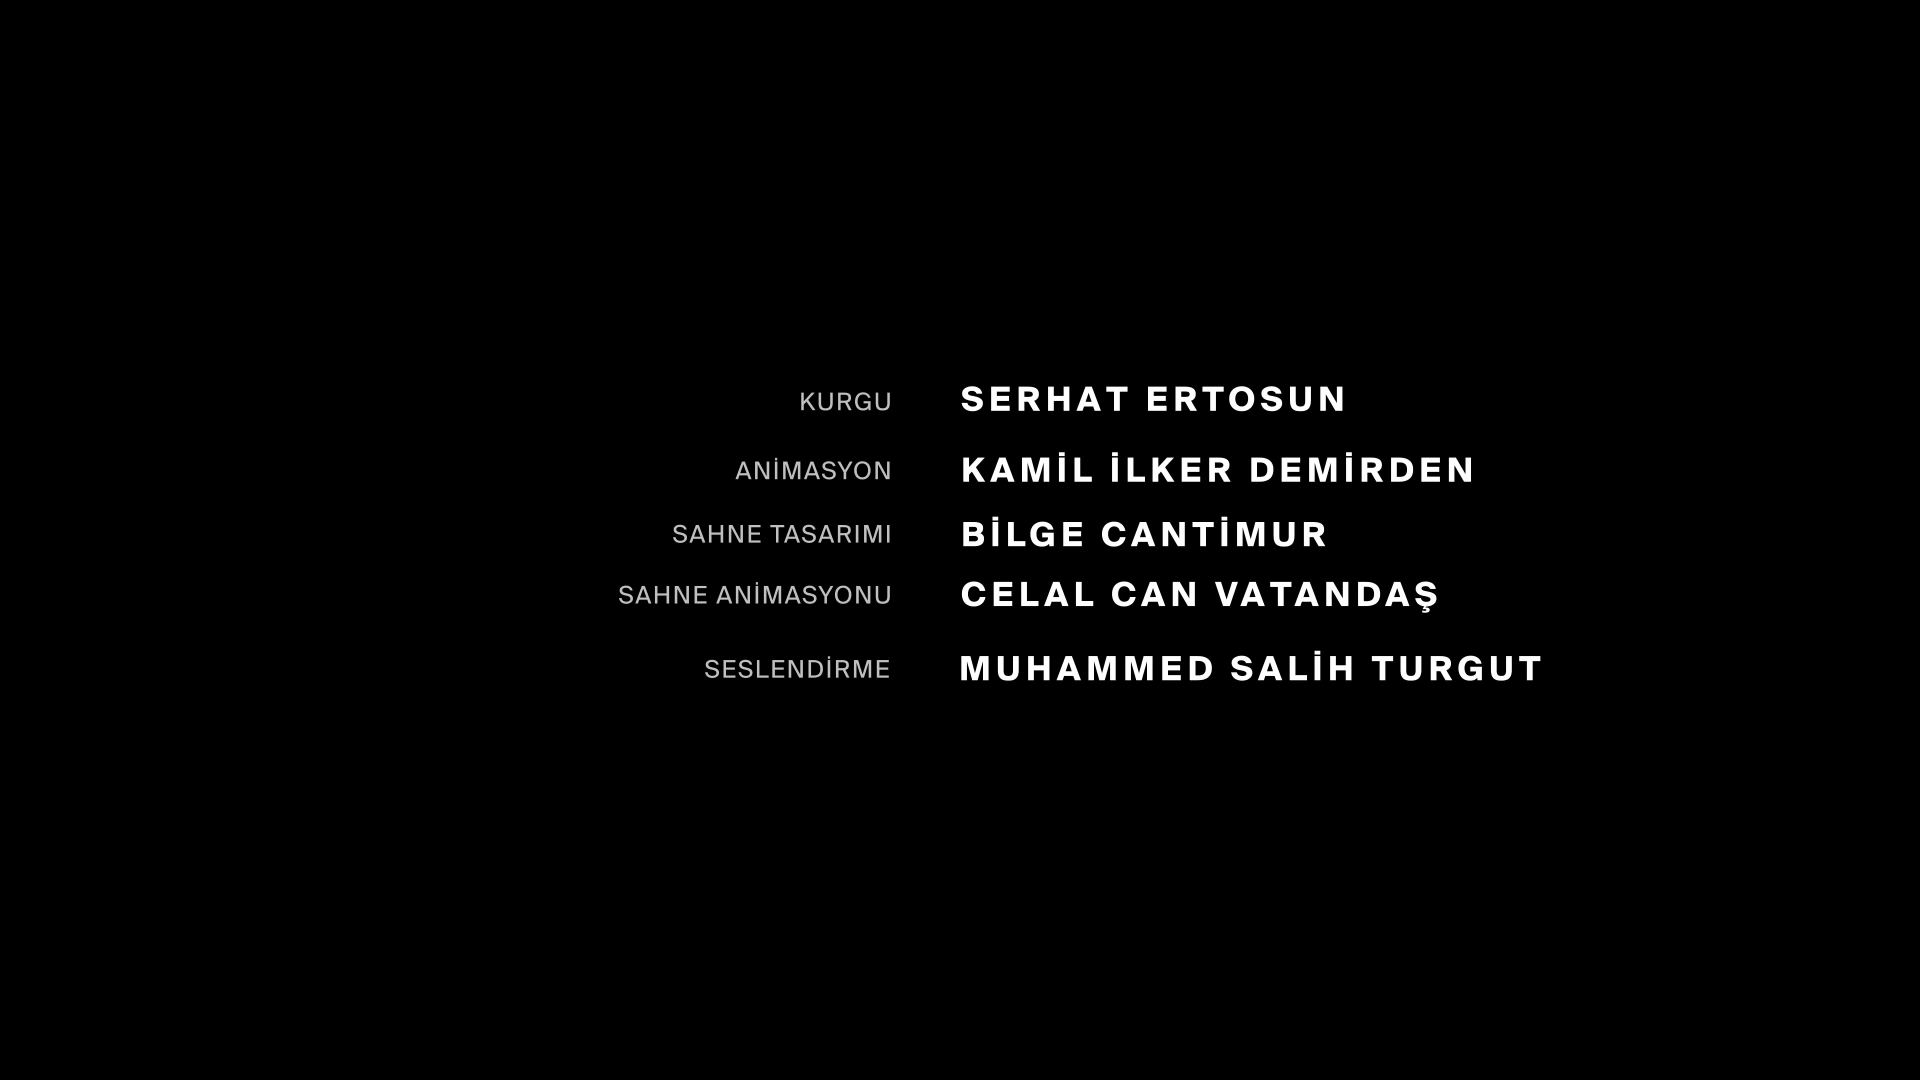 KURGU SERHAT ERTOSUN
ANİMASYON KAMİL İLKER DEMİRDEN
SAHNE TASARIMI BİLGE CANTİMUR
SAHNE ANİMASYONU CELAL CAN VATANDAŞ
SESLENDİRME MUHAMMED SALİH TURGUT